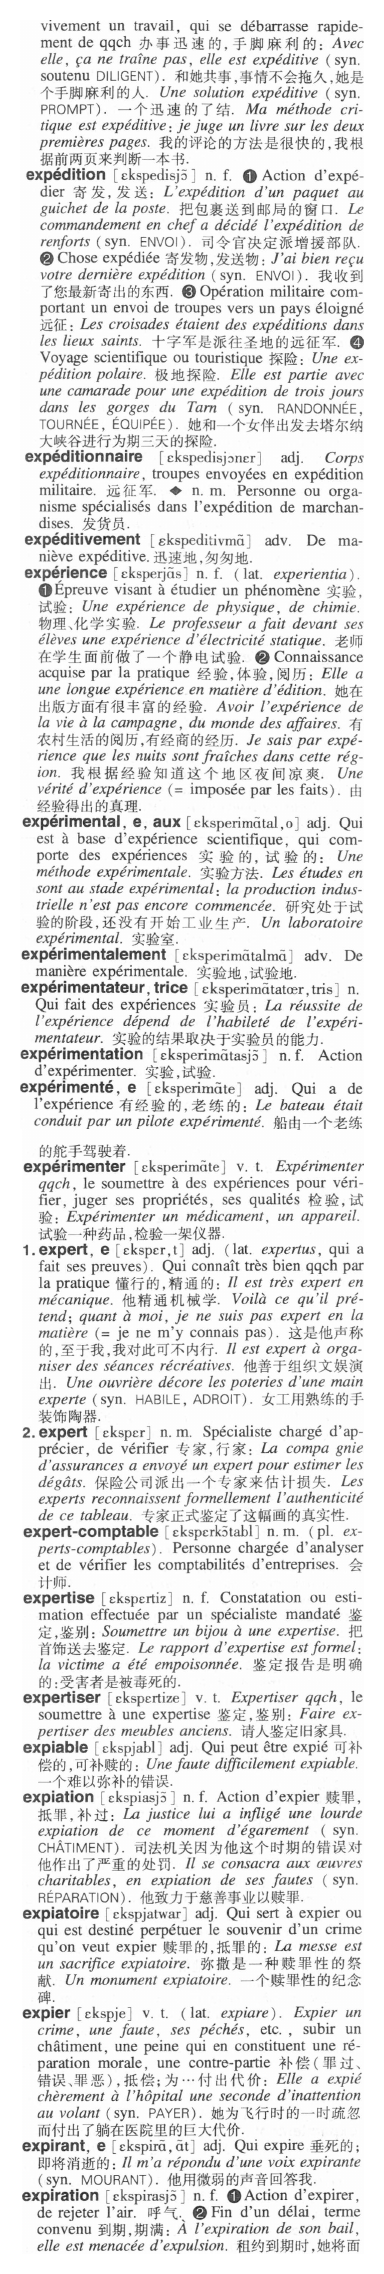 vivement un travail, qui se débarrasse rapide-
ment de qqch 办事迅速的,手脚麻利的: Avec
elle, ça ne traîne pas, elle est expéditive (syn.
soutenu DILIGENT). 和她共事,事情不会拖久,她是
个手脚麻利的人. Une solution expéditive (syn.
PROMPT). 一个迅速的了结. Ma méthode cri-
tique est expéditive; je juge un livre sur les deux
premières pages. 我的评论的方法是很快的,我根
据前两页来判断一本书.
expédition [ɛkspedisjɔ̃] n. f. ❶ Action d'expé-
dier 寄发,发送: L'expédition d'un paquet au
guichet de la poste. 把包裹送到邮局的窗口. Le
commandement en chef a décidé l'expédition de
renforts (syn. ENVOI). 司令官决定派增援部队.
❷ Chose expédiée 寄发物,发送物: J'ai bien reçu
votre dernière expédition (syn. ENVOI). 我收到
了您最新寄出的东西. ❸ Opération militaire com-
portant un envoi de troupes vers un pays éloigné
远征: Les croisades étaient des expéditions dans
les lieux saints. 十字军是派往圣地的远征军. ❹
Voyage scientifique ou touristique 探险: Une ex-
pédition polaire. 极地探险. Elle est partie avec
une camarade pour une expédition de trois jours
dans les gorges du Tarn (syn. RANDONNÉE,
TOURNÉE, ÉQUIPÉE). 她和一个女伴出发去塔尔纳
大峡谷进行为期三天的探险.
expéditionnaire [ɛkspedisjɔnɛr] adj. Corps
expéditionnaire, troupes envoyées en expédition
militaire. 远征军. ◆ n. m. Personne ou orga-
nisme spécialisés dans l'expédition de marchan-
dises. 发货员.
expéditivement [ɛkspeditivmɑ̃] adv. De ma-
nière expéditive. 迅速地,匆匆地.
expérience [ɛksperjɑ̃s] n. f. (lat. experientia).
❶ Épreuve visant à étudier un phénomène 实验,
试验: Une expérience de physique, de chimie.
物理、化学实验. Le professeur a fait devant ses
élèves une expérience d'électricité statique. 老师
在学生面前做了一个静电试验. ❷ Connaissance
acquise par la pratique 经验,体验,阅历: Elle a
une longue expérience en matière d'édition. 她在
出版方面有很丰富的经验. Avoir l'expérience de
la vie à la campagne, du monde des affaires. 有
农村生活的阅历,有经商的经历. Je sais par expé-
rience que les nuits sont fraîches dans cette rég-
ion. 我根据经验知道这个地区夜间凉爽. Une
vérité d'expérience (= imposée par les faits). 由
经验得出的真理.
expérimental, e, aux [ɛksperimɑ̃tal,o] adj. Qui
est à base d'expérience scientifique, qui com-
porte des expériences 实验的,试验的: Une
méthode expérimentale. 实验方法. Les études en
sont au stade expérimental; la production indus-
trielle n'est pas encore commencée. 研究处于试
验的阶段,还没有开始工业生产. Un laboratoire
expérimental. 实验室.
expérimentalement [ɛksperimɑ̃talmɑ̃] adv. De
manière expérimentale. 实验地,试验地.
expérimentateur, trice [ɛksperimɑ̃tatœr,tris] n.
Qui fait des expériences 实验员: La réussite de
l'expérience dépend de l'habileté de l'expéri-
mentateur. 实验的结果取决于实验员的能力.
expérimentation [ɛksperimɑ̃tasjɔ̃] n. f. Action
d'expérimenter. 实验,试验.
expérimenté, e [ɛksperimɑ̃te] adj. Qui a de
l'expérience 有经验的,老练的: Le bateau était
conduit par un pilote expérimenté. 船由一个老练
的舵手驾驶着.
expérimenter [ɛksperimɑ̃te] v. t. Expérimenter
qqch, le soumettre à des expériences pour véri-
fier, juger ses propriétés, ses qualités 检验,试
验: Expérimenter un médicament, un appareil.
试验一种药品,检验一架仪器.
1. expert, e [ɛkspɛr,t] adj. (lat. expertus, qui a
fait ses preuves). Qui connaît très bien qqch par
la pratique 懂行的,精通的: Il est très expert en
mécanique. 他精通机械学. Voilà ce qu'il pré-
tend; quant à moi, je ne suis pas expert en la
matière (= je ne m'y connais pas). 这是他声称
的,至于我,我对此可不内行. Il est expert à orga-
niser des séances récréatives. 他善于组织文娱演
出. Une ouvrière décore les poteries d'une main
experte (syn. HABILE, ADROIT). 女工用熟练的手
装饰陶器.
2. expert [ɛkspɛr] n. m. Spécialiste chargé d'ap-
précier, de vérifier 专家,行家: La compa gnie
d'assurances a envoyé un expert pour estimer les
dégâts. 保险公司派出一个专家来估计损失. Les
experts reconnaissent formellement l'authenticité
de ce tableau. 专家正式鉴定了这幅画的真实性.
expert-comptable [ɛkspɛrkɔ̃tabl] n. m. (pl. ex-
perts-comptables). Personne chargée d'analyser
et de vérifier les comptabilités d'entreprises. 会
计师.
expertise [ɛkspɛrtiz] n. f. Constatation ou esti-
mation effectuée par un spécialiste mandaté 鉴
定,鉴别: Soumettre un bijou à une expertise. 把
首饰送去鉴定. Le rapport d'expertise est formel;
la victime a été empoisonnée. 鉴定报告是明确
的:受害者是被毒死的.
expertiser [ɛkspɛrtize] v. t. Expertiser qqch, le
soumettre à une expertise 鉴定,鉴别: Faire ex-
pertiser des meubles anciens. 请人鉴定旧家具.
expiable [ɛkspjabl] adj. Qui peut être expié 可补
偿的,可补赎的: Une faute difficilement expiable.
一个难以弥补的错误.
expiation [ɛkspiasjɔ̃] n. f. Action d'expier 赎罪,
抵罪,补过: La justice lui a infligé une lourde
expiation de ce moment d'égarement (syn.
CHÂTIMENT). 司法机关因为他这个时期的错误对
他作出了严重的处罚. Il se consacra aux œuvres
charitables, en expiation de ses fautes (syn.
RÉPARATION). 他致力于慈善事业以赎罪.
expiatoire [ɛkspjatwar] adj. Qui sert à expier ou
qui est destiné perpétuer le souvenir d'un crime
qu'on veut expier 赎罪的,抵罪的: La messe est
un sacrifice expiatoire. 弥撒是一种赎罪性的祭
献. Un monument expiatoire. 一个赎罪性的纪念
碑.
expier [ɛkspje] v. t. (lat. expiare). Expier un
crime, une faute, ses péchés, etc., subir un
châtiment, une peine qui en constituent une ré-
paration morale, une contre-partie 补偿(罪过、
错误、罪恶),抵偿;为…付出代价: Elle a expié
chèrement à l'hôpital une seconde d'inattention
au volant (syn. PAYER). 她为飞行时的一时疏忽
而付出了躺在医院里的巨大代价.
expirant, e [ɛkspirɑ̃, ɑ̃t] adj. Qui expire 垂死的;
即将消逝的: Il m'a répondu d'une voix expirante
(syn. MOURANT). 他用微弱的声音回答我.
expiration [ɛkspirasjɔ̃] n. f. ❶ Action d'expirer,
de rejeter l'air. 呼气. ❷ Fin d'un délai, terme
convenu 到期,期满: À l'expiration de son bail,
elle est menacée d'expulsion. 租约到期时,她将面